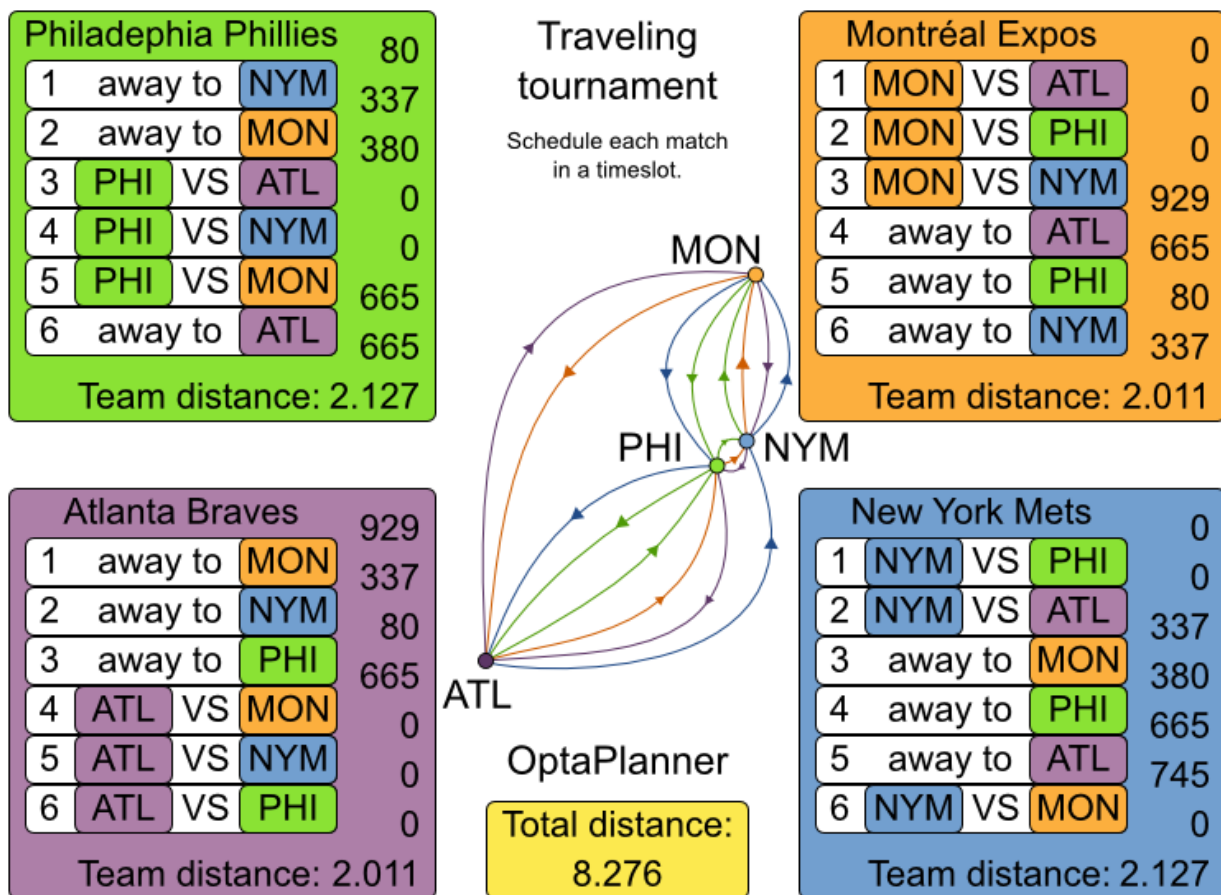 Philadephia Phillies
80
1 away to NYM
337
2 away to MON
380
3 PHI VS ATL
0
4 PHI VS NYM
0
5 PHI VS MON
665
6 away to ATL
665
Team distance: 2.127
Traveling
tournament
Schedule each match
in a timeslot.
Montréal Expos
0
1 MON VS ATL
0
2 MON VS PHI
0
3 MON VS NYM
929
4 away to ATL
665
5 away to PHI
80
6 away to NYM
337
Team distance: 2.011
MON
PHI
NYM
ATL
Atlanta Braves
929
1 away to MON
337
2 away to NYM
80
3 away to PHI
665
4 ATL VS MON
0
5 ATL VS NYM
0
6 ATL VS PHI
0
Team distance: 2.011
OptaPlanner
Total distance:
8.276
New York Mets
0
1 NYM VS PHI
0
2 NYM VS ATL
337
3 away to MON
380
4 away to PHI
665
5 away to ATL
745
6 NYM VS MON
0
Team distance: 2.127